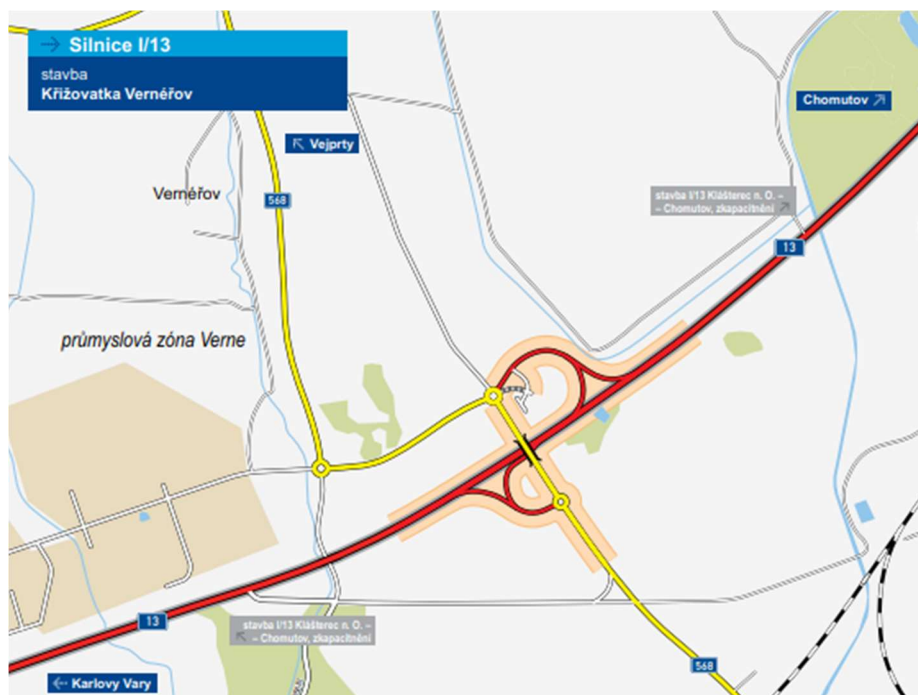 Silnice I/13
stavba
Křižovatka Vernéřov
Chomutov
Vejprty
Vernéřov
568
stavba I/13 Klášterec n. O. –
– Chomutov, zkapacitnění
13
průmyslová zóna Verne
13
stavba I/13 Klášterec n. O. –
– Chomutov, zkapacitnění
568
Karlovy Vary